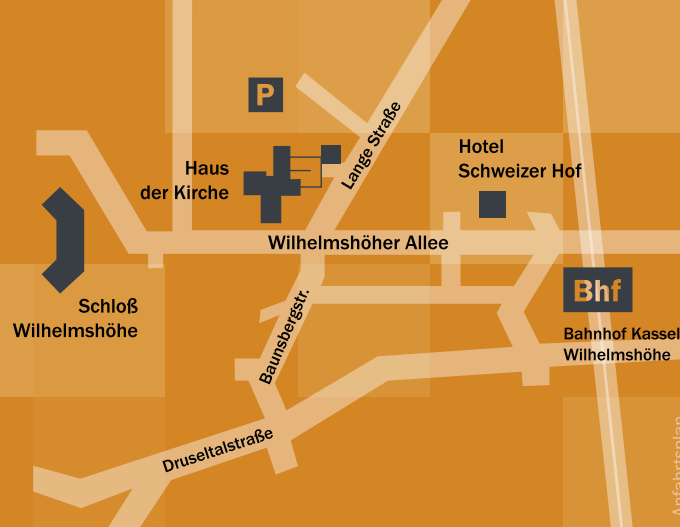 P
Lange Straße
Hotel
Schweizer Hof
Haus
der Kirche
Wilhelmshöher Allee
Bhf
Schloß
Wilhelmshöhe
Baunsbergstr.
Bahnhof Kassel
Wilhelmshöhe
Druseltalstraße
Anfahrtsplan